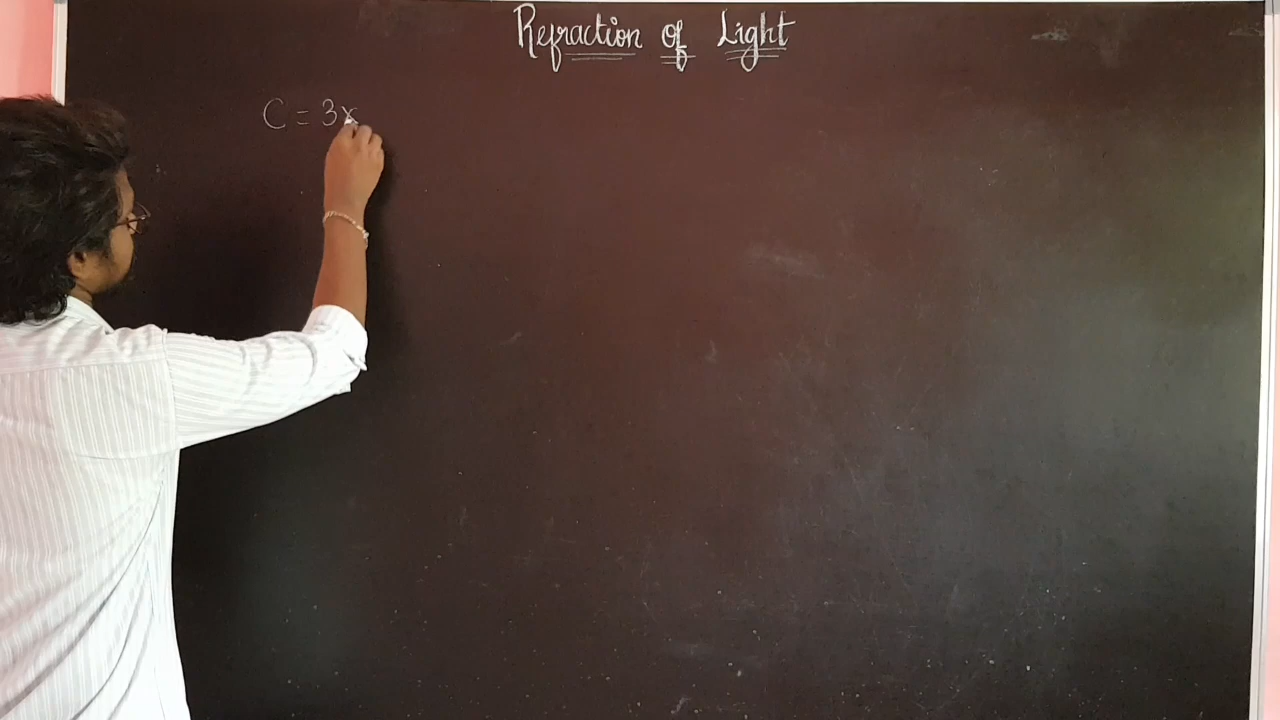 Refraction of Light
C = 3x